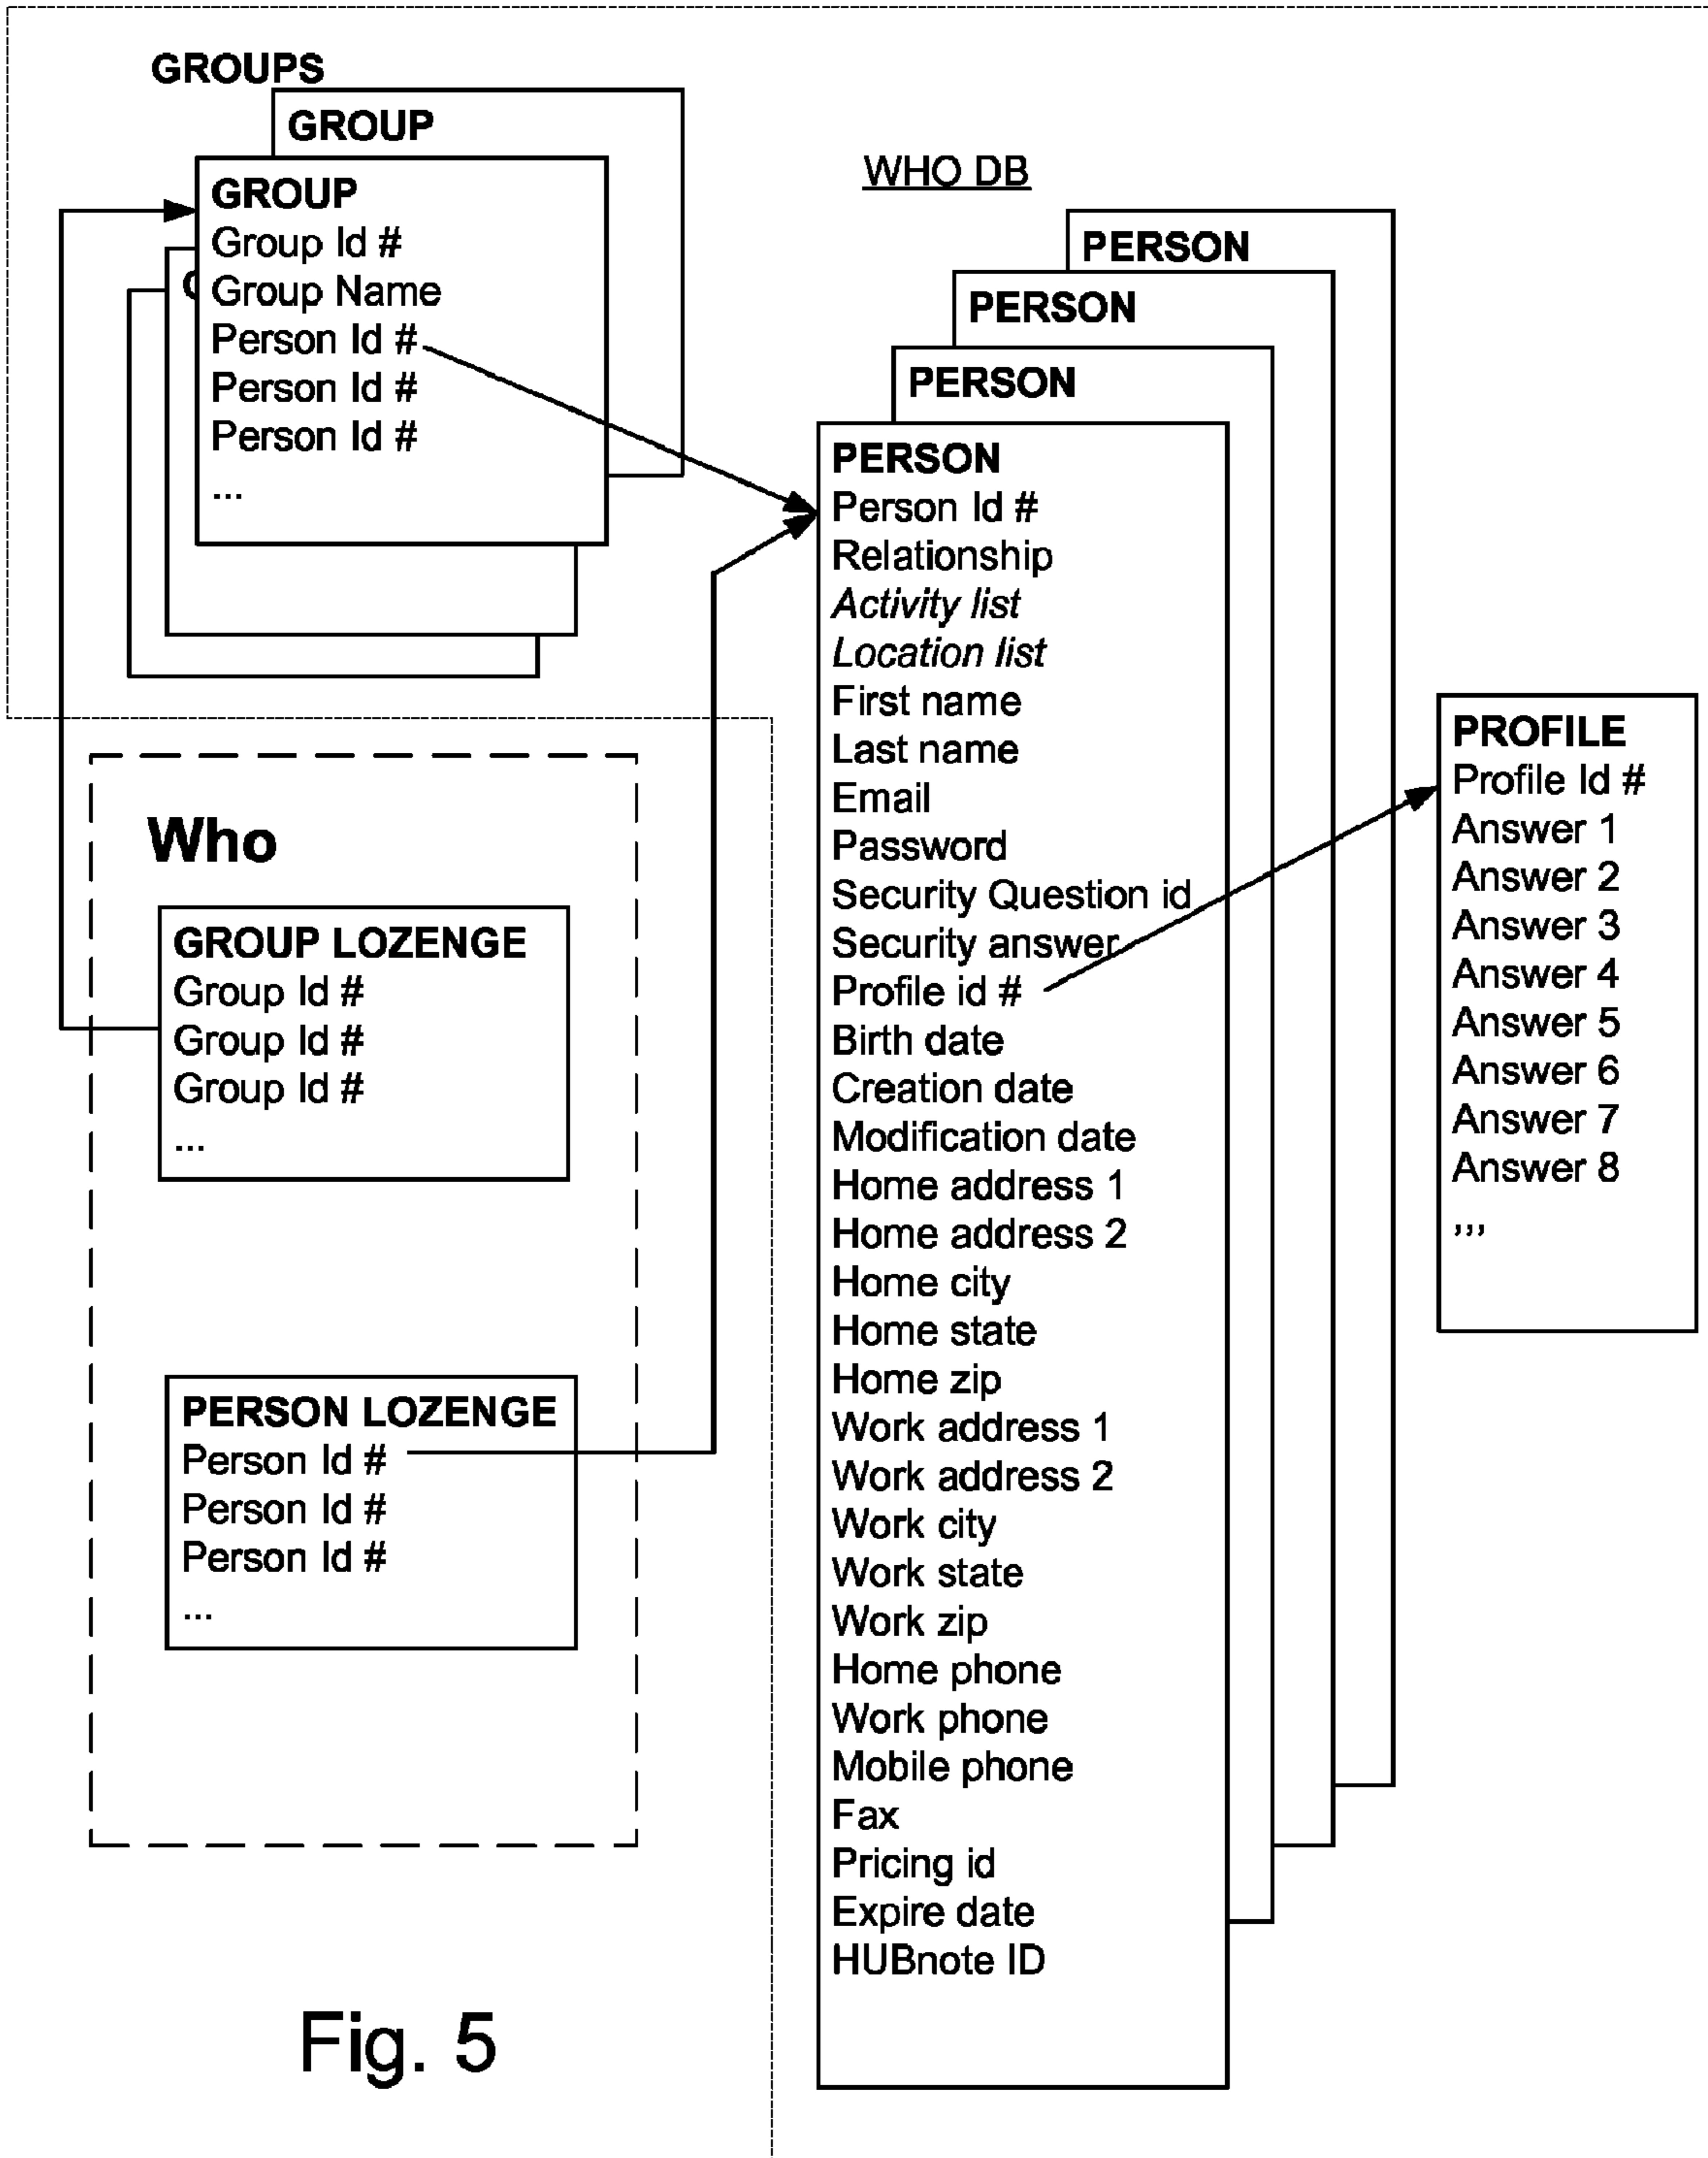 GROUPS
GROUP
GROUP
Group Id #
Group Name
Person Id #
Person Id #
Person Id #
...
WHO DB
PERSON
PERSON
PERSON
PERSON
Person Id #
Relationship
Activity list
Location list
First name
Last name
Email
Password
Security Question id
Security answer
Profile id #
Birth date
Creation date
Modification date
Home address 1
Home address 2
Home city
Home state
Home zip
Work address 1
Work address 2
Work city
Work state
Work zip
Home phone
Work phone
Mobile phone
Fax
Pricing id
Expire date
HUBnote ID
PROFILE
Profile Id #
Answer 1
Answer 2
Answer 3
Answer 4
Answer 5
Answer 6
Answer 7
Answer 8
,,,
Who
GROUP LOZENGE
Group Id #
Group Id #
Group Id #
...
PERSON LOZENGE
Person Id #
Person Id #
Person Id #
...
Fig. 5